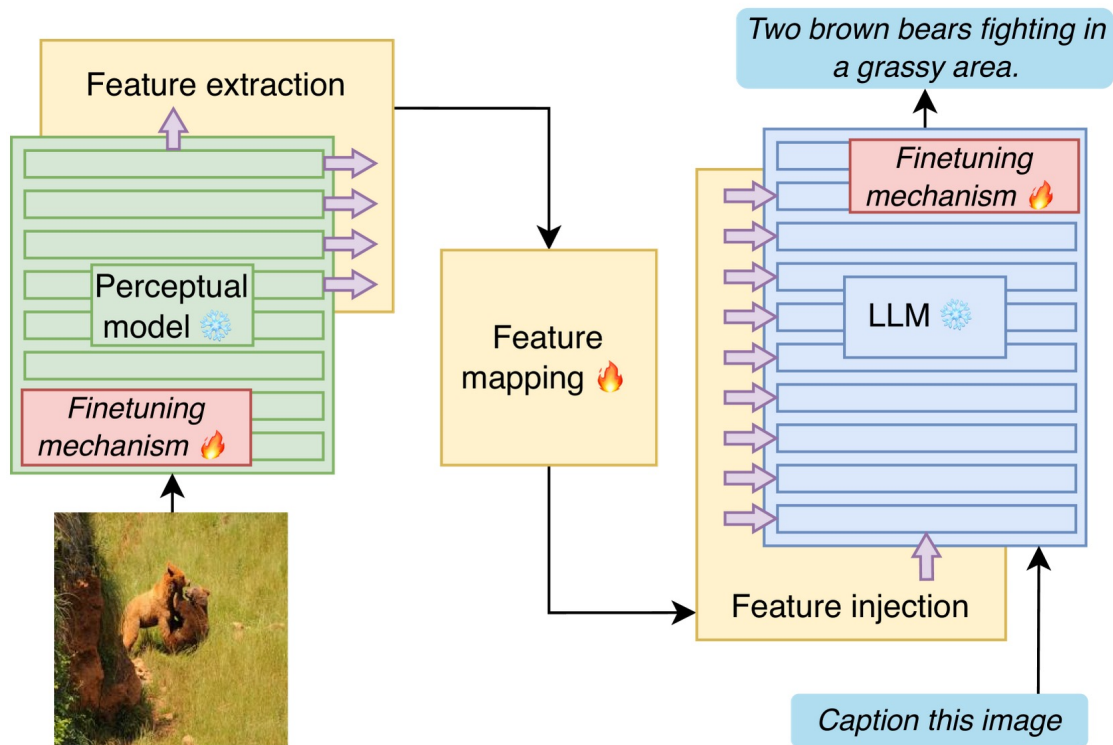 Two brown bears fighting in
a grassy area.
Feature extraction
Finetuning
mechanism
Perceptual
model
LLM
Feature
mapping
Finetuning
mechanism
Feature injection
Caption this image